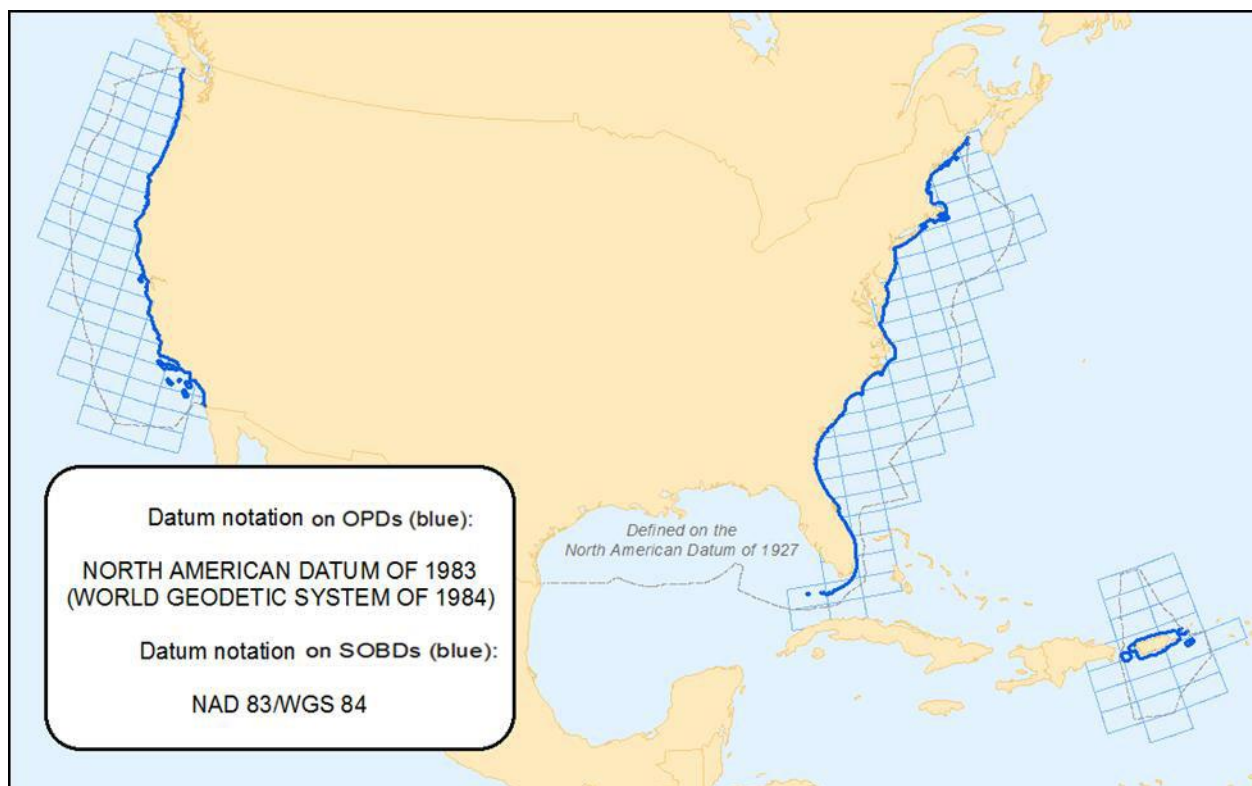 Defined on the
North American Datum of 1927
Datum notation on OPDs (blue):
NORTH AMERICAN DATUM OF 1983
(WORLD GEODETIC SYSTEM OF 1984)
Datum notation on SOBDs (blue):
NAD 83/WGS 84